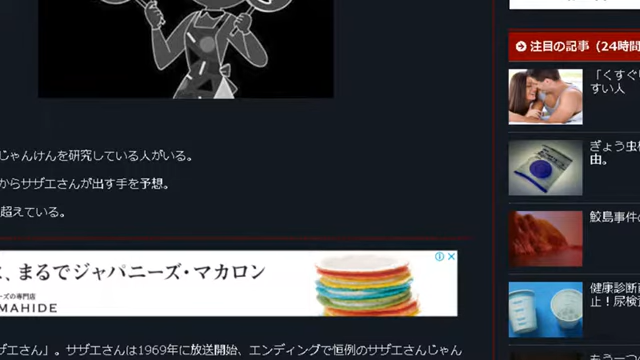 じゃんけんを研究している人がいる。
からサザエさんが出す手を予想。
超えている。
、まるでジャパニーズ・マカロン
ーズの専門店
MAHIDE
ザエさん」。サザエさんは1969年に放送開始、エンディングで恒例のサザエさんじゃん
注目の記事（24時間
「くすぐり
すい人
ぎょう虫検
由。
鮫島事件の
健康診断
止！尿検
もう一つ